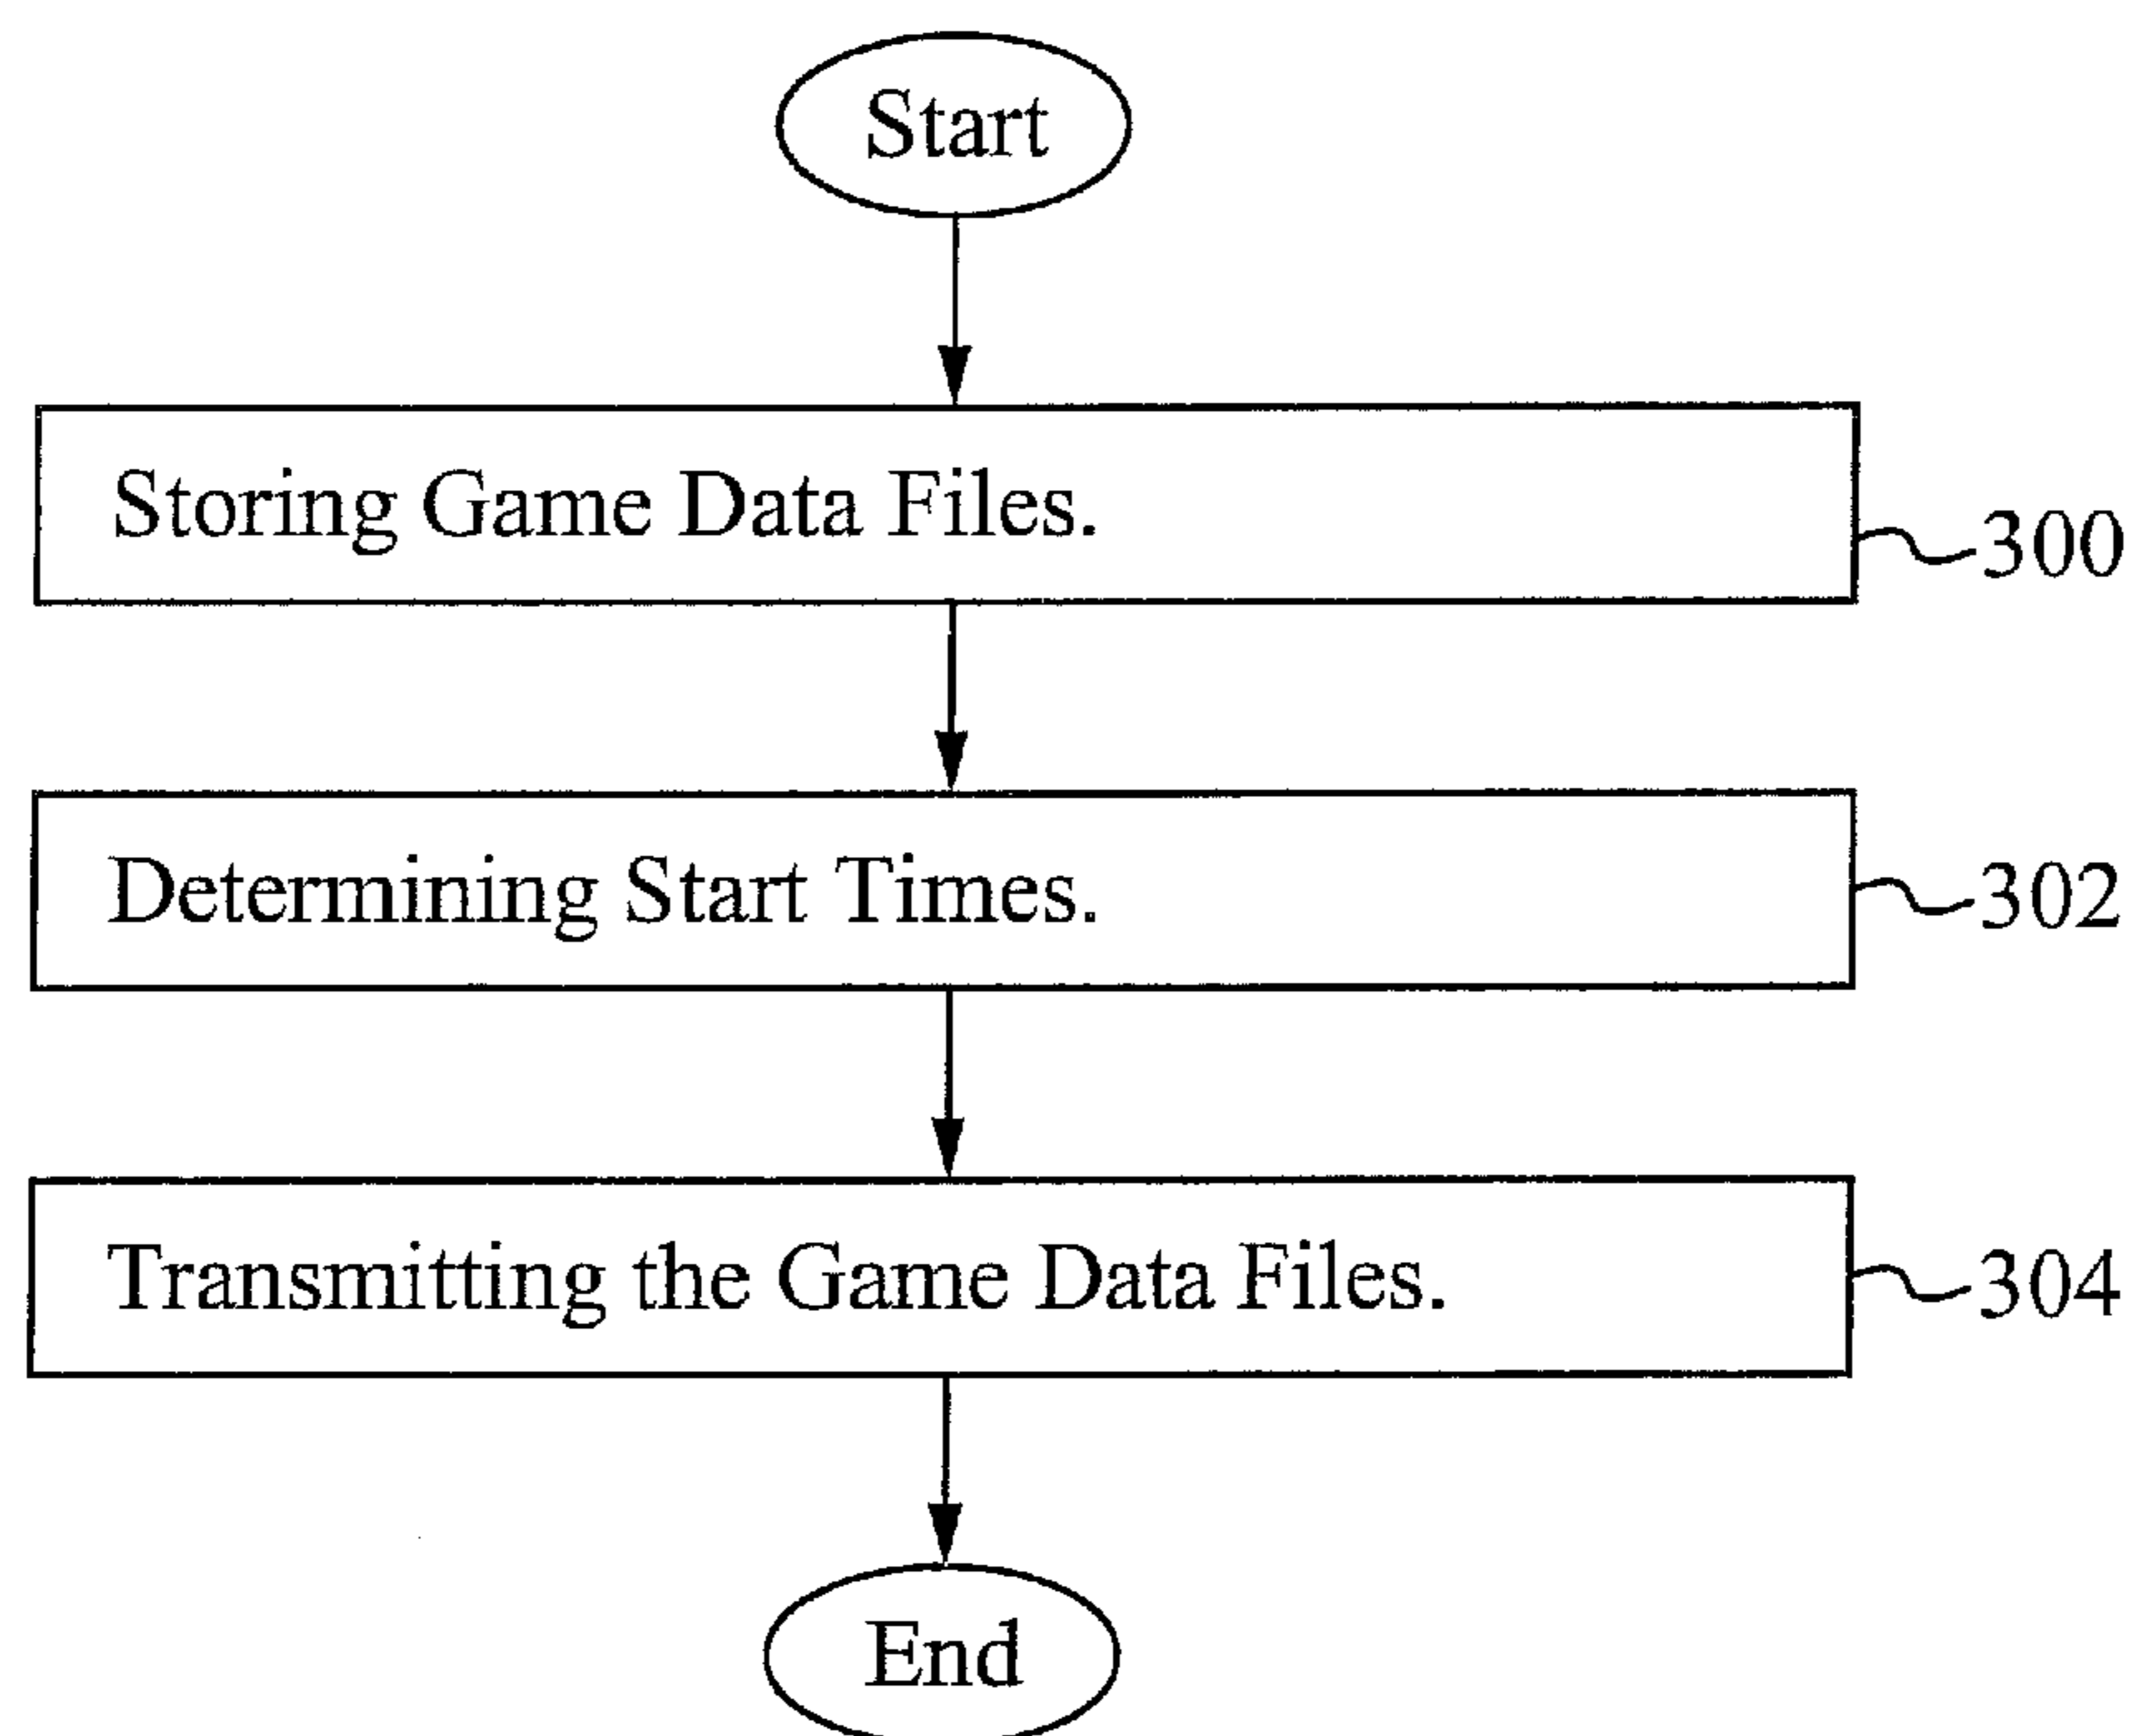 Start
Storing Game Data Files.
300
Determining Start Times.
302
Transmitting the Game Data Files.
304
End